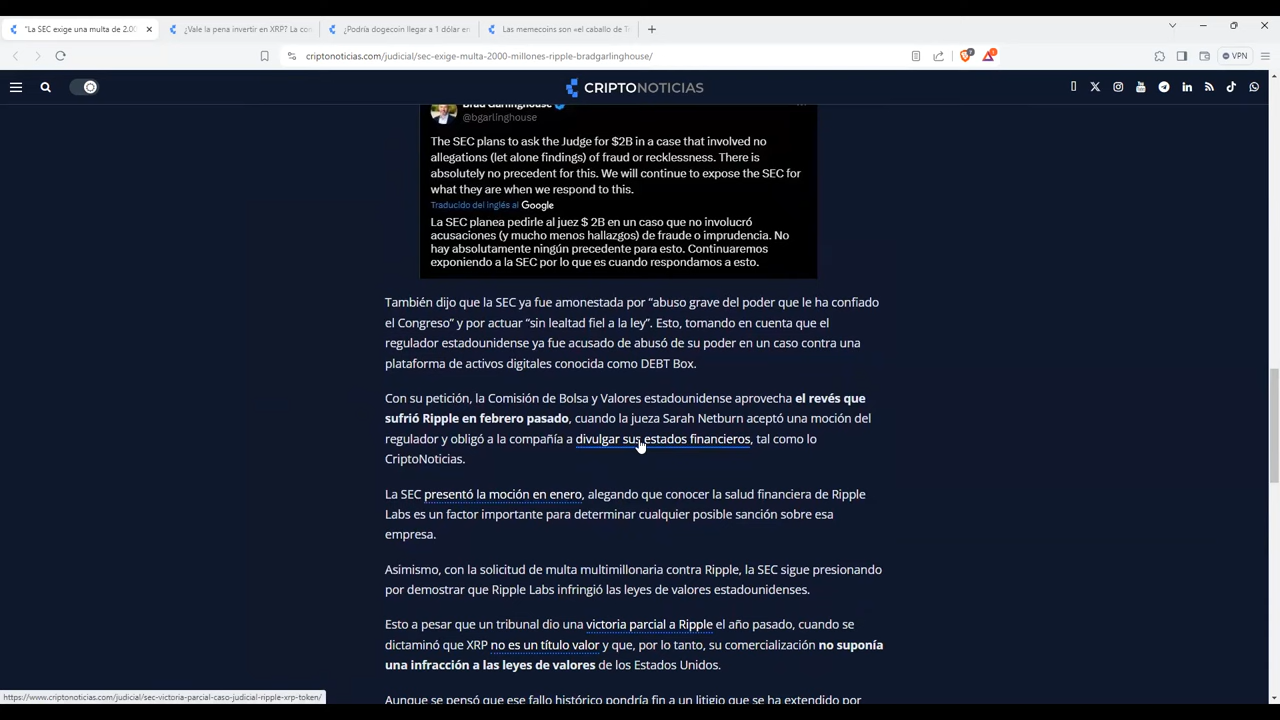 "La SEC exige una multa de 2.00
¿Vale la pena invertir en XRP? La co
¿Podría dogecoin llegar a 1 dólar en
Las memecoins son «el caballo de T
criptonoticias.com/judicial/sec-exige-multa-2000-millones-ripple-bradgarlinghouse/
VPN
CRIPTONOTICIAS
Brad Garlinghouse
@bgarlinghouse
The SEC plans to ask the Judge for $2B in a case that involved no
allegations (let alone findings) of fraud or recklessness. There is
absolutely no precedent for this. We will continue to expose the SEC for
what they are when we respond to this.
Traducido del inglés al Google
La SEC planea pedirle al juez $ 2B en un caso que no involucró
acusaciones (y mucho menos hallazgos) de fraude o imprudencia. No
hay absolutamente ningún precedente para esto. Continuaremos
exponiendo a la SEC por lo que es cuando respondamos a esto.
También dijo que la SEC ya fue amonestada por “abuso grave del poder que le ha confiado
el Congreso” y por actuar “sin lealtad fiel a la ley”. Esto, tomando en cuenta que el
regulador estadounidense ya fue acusado de abusó de su poder en un caso contra una
plataforma de activos digitales conocida como DEBT Box.
Con su petición, la Comisión de Bolsa y Valores estadounidense aprovecha el revés que
sufrió Ripple en febrero pasado, cuando la jueza Sarah Netburn aceptó una moción del
regulador y obligó a la compañía a divulgar sus estados financieros, tal como lo
CriptoNoticias.
La SEC presentó la moción en enero, alegando que conocer la salud financiera de Ripple
Labs es un factor importante para determinar cualquier posible sanción sobre esa
empresa.
Asimismo, con la solicitud de multa multimillonaria contra Ripple, la SEC sigue presionando
por demostrar que Ripple Labs infringió las leyes de valores estadounidenses.
Esto a pesar que un tribunal dio una victoria parcial a Ripple el año pasado, cuando se
dictaminó que XRP no es un título valor y que, por lo tanto, su comercialización no suponía
una infracción a las leyes de valores de los Estados Unidos.
Aunque se pensó que ese fallo histórico pondría fin a un litigio que se ha extendido por
https://www.criptonoticias.com/judicial/sec-victoria-parcial-caso-judicial-ripple-xrp-token/